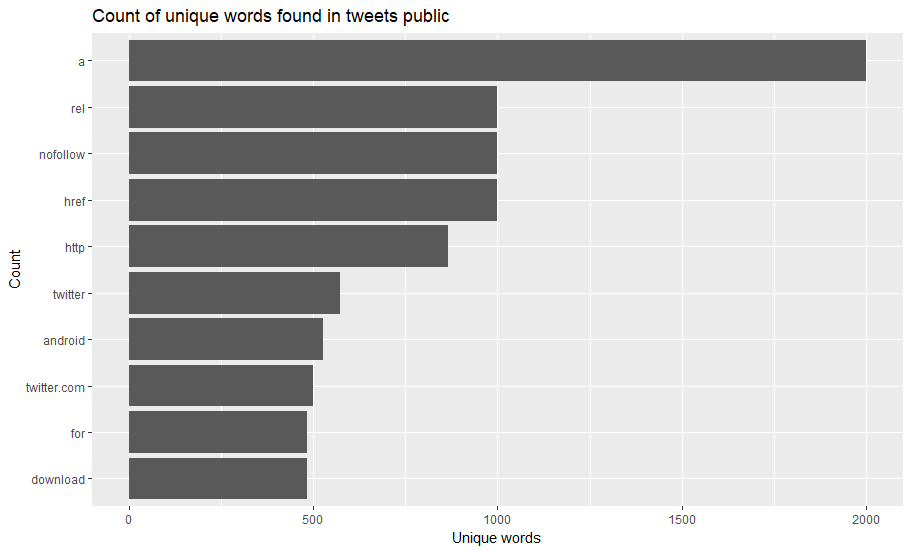 Count of unique words found in tweets public
a
rel
nofollow
href
http
twitter
android
twitter.com
for
download
Count
0 500 1000 1500 2000
Unique words